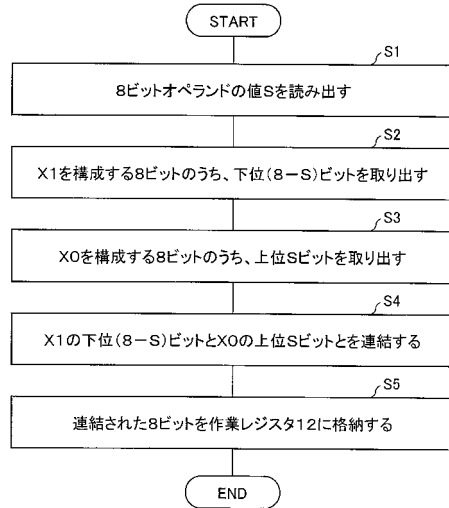 START
S1
8ビットオペランドの値Sを読み出す
S2
X1を構成する8ビットのうち、下位(8-S)ビットを取り出す
S3
X0を構成する8ビットのうち、上位Sビットを取出する
S4
X1の下位(8-S)ビットとX0の上位Sビットとを連結する
S5
連結された8ビットを作業レジスタ12に格納する
END